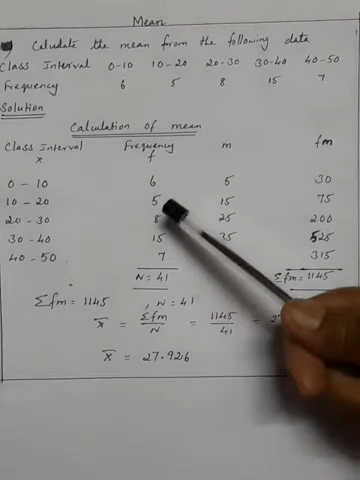 Mean
Calculate the mean from the following data
Class Interval 0-10 10-20 20-30 30-40 40-50
Frequency 6 5 8 15 7
Solution
Calculation of mean
Class Interval Frequency m fm
x f
0-10 6 5 30
10-20 5 15 75
20-30 8 25 200
30-40 15 35 525
40-50 7 315
N=41 Σfm=1145
Σfm=1145, N=41
x̄ = Σfm/N = 1145/41 =
x̄ = 27.926